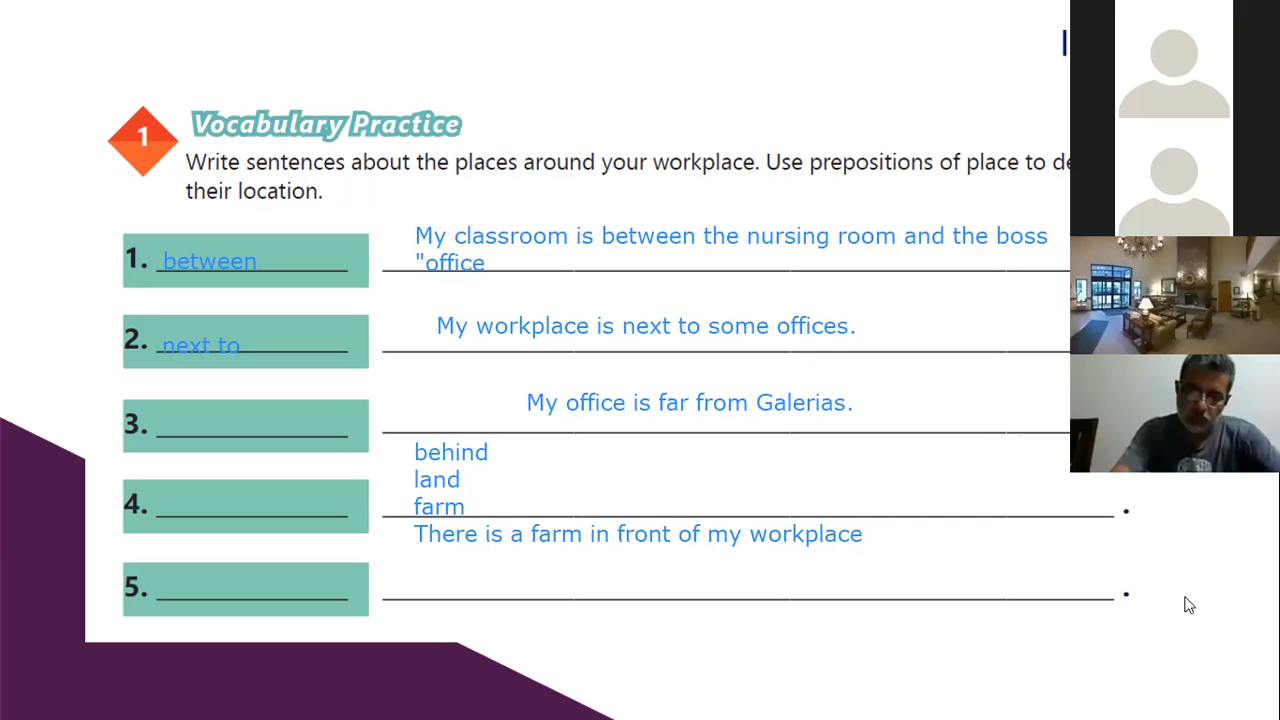 1
Vocabulary Practice
Write sentences about the places around your workplace. Use prepositions of place to
their location.
1. between
My classroom is between the nursing room and the boss
"office
2. next to
My workplace is next to some offices.
3.
My office is far from Galerias.
behind
land
4.
farm
.
There is a farm in front of my workplace
5.
.